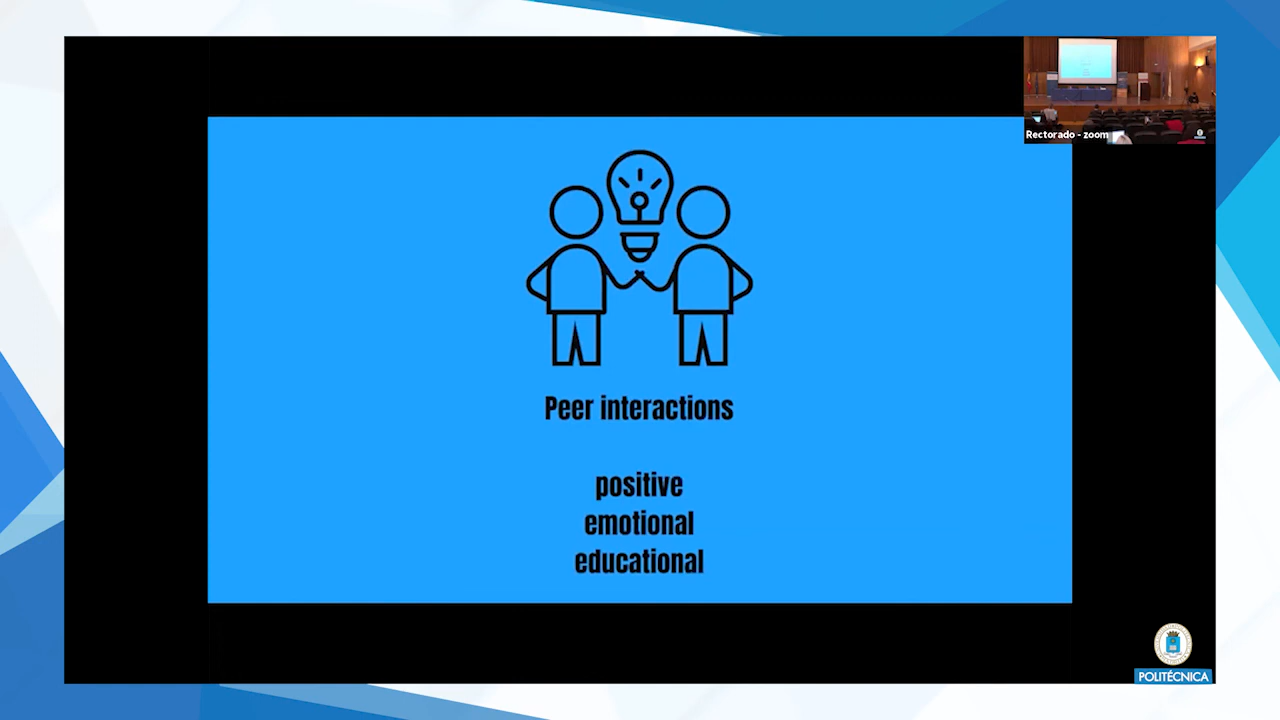 Rectorado - zoom
Peer interactions
positive
emotional
educational
POLITÉCNICA